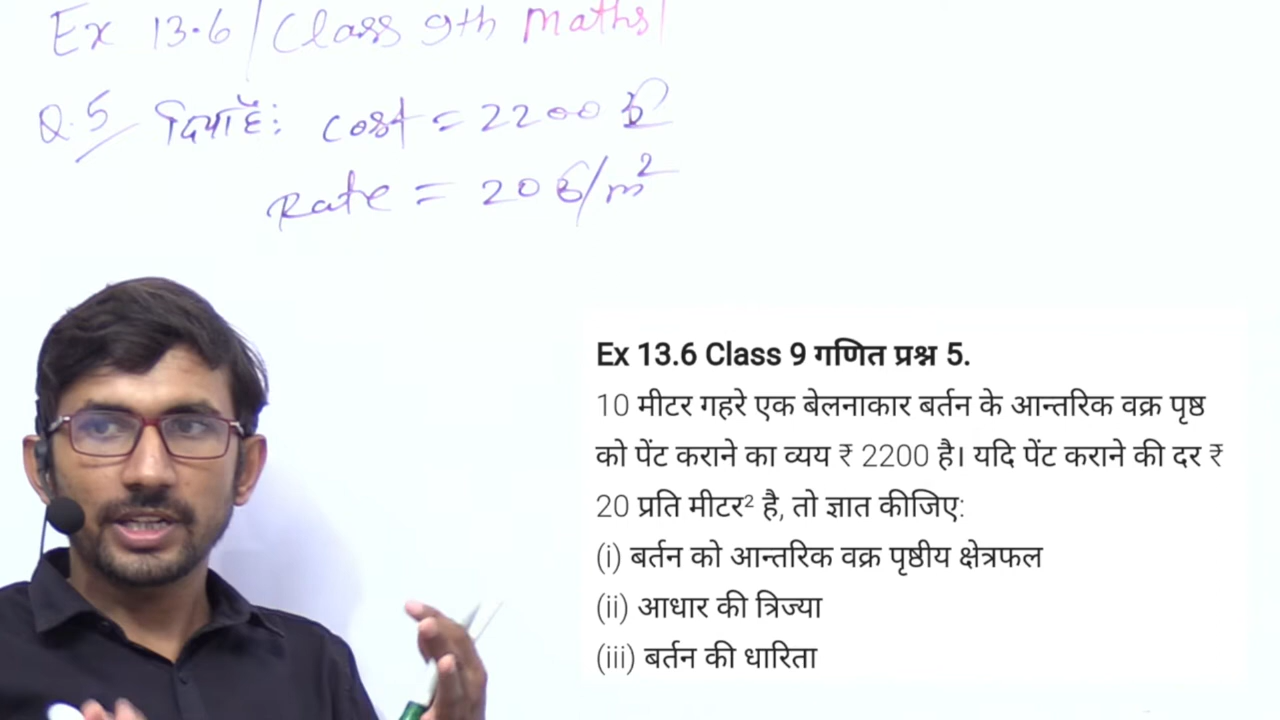 Ex 13.6 | Class 9th Maths |
Q.5 दिया है: cost = 2200 ₹
Rate = 20 ₹/m²
Ex 13.6 Class 9 गणित प्रश्न 5.
10 मीटर गहरे एक बेलनाकार बर्तन के आन्तरिक वक्र पृष्ठ
को पेंट कराने का व्यय ₹ 2200 है। यदि पेंट कराने की दर ₹
20 प्रति मीटर² है, तो ज्ञात कीजिए:
(i) बर्तन को आन्तरिक वक्र पृष्ठीय क्षेत्रफल
(ii) आधार की त्रिज्या
(iii) बर्तन की धारिता